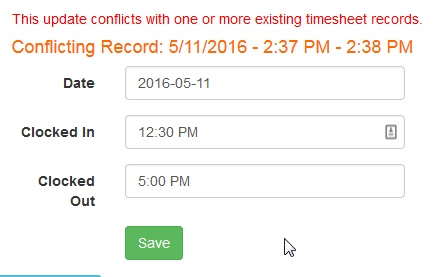 This update conflicts with one or more existing timesheet records.
Conflicting Record: 5/11/2016 - 2:37 PM - 2:38 PM
Date 2016-05-11
Clocked In 12:30 PM
Clocked Out 5:00 PM
Save